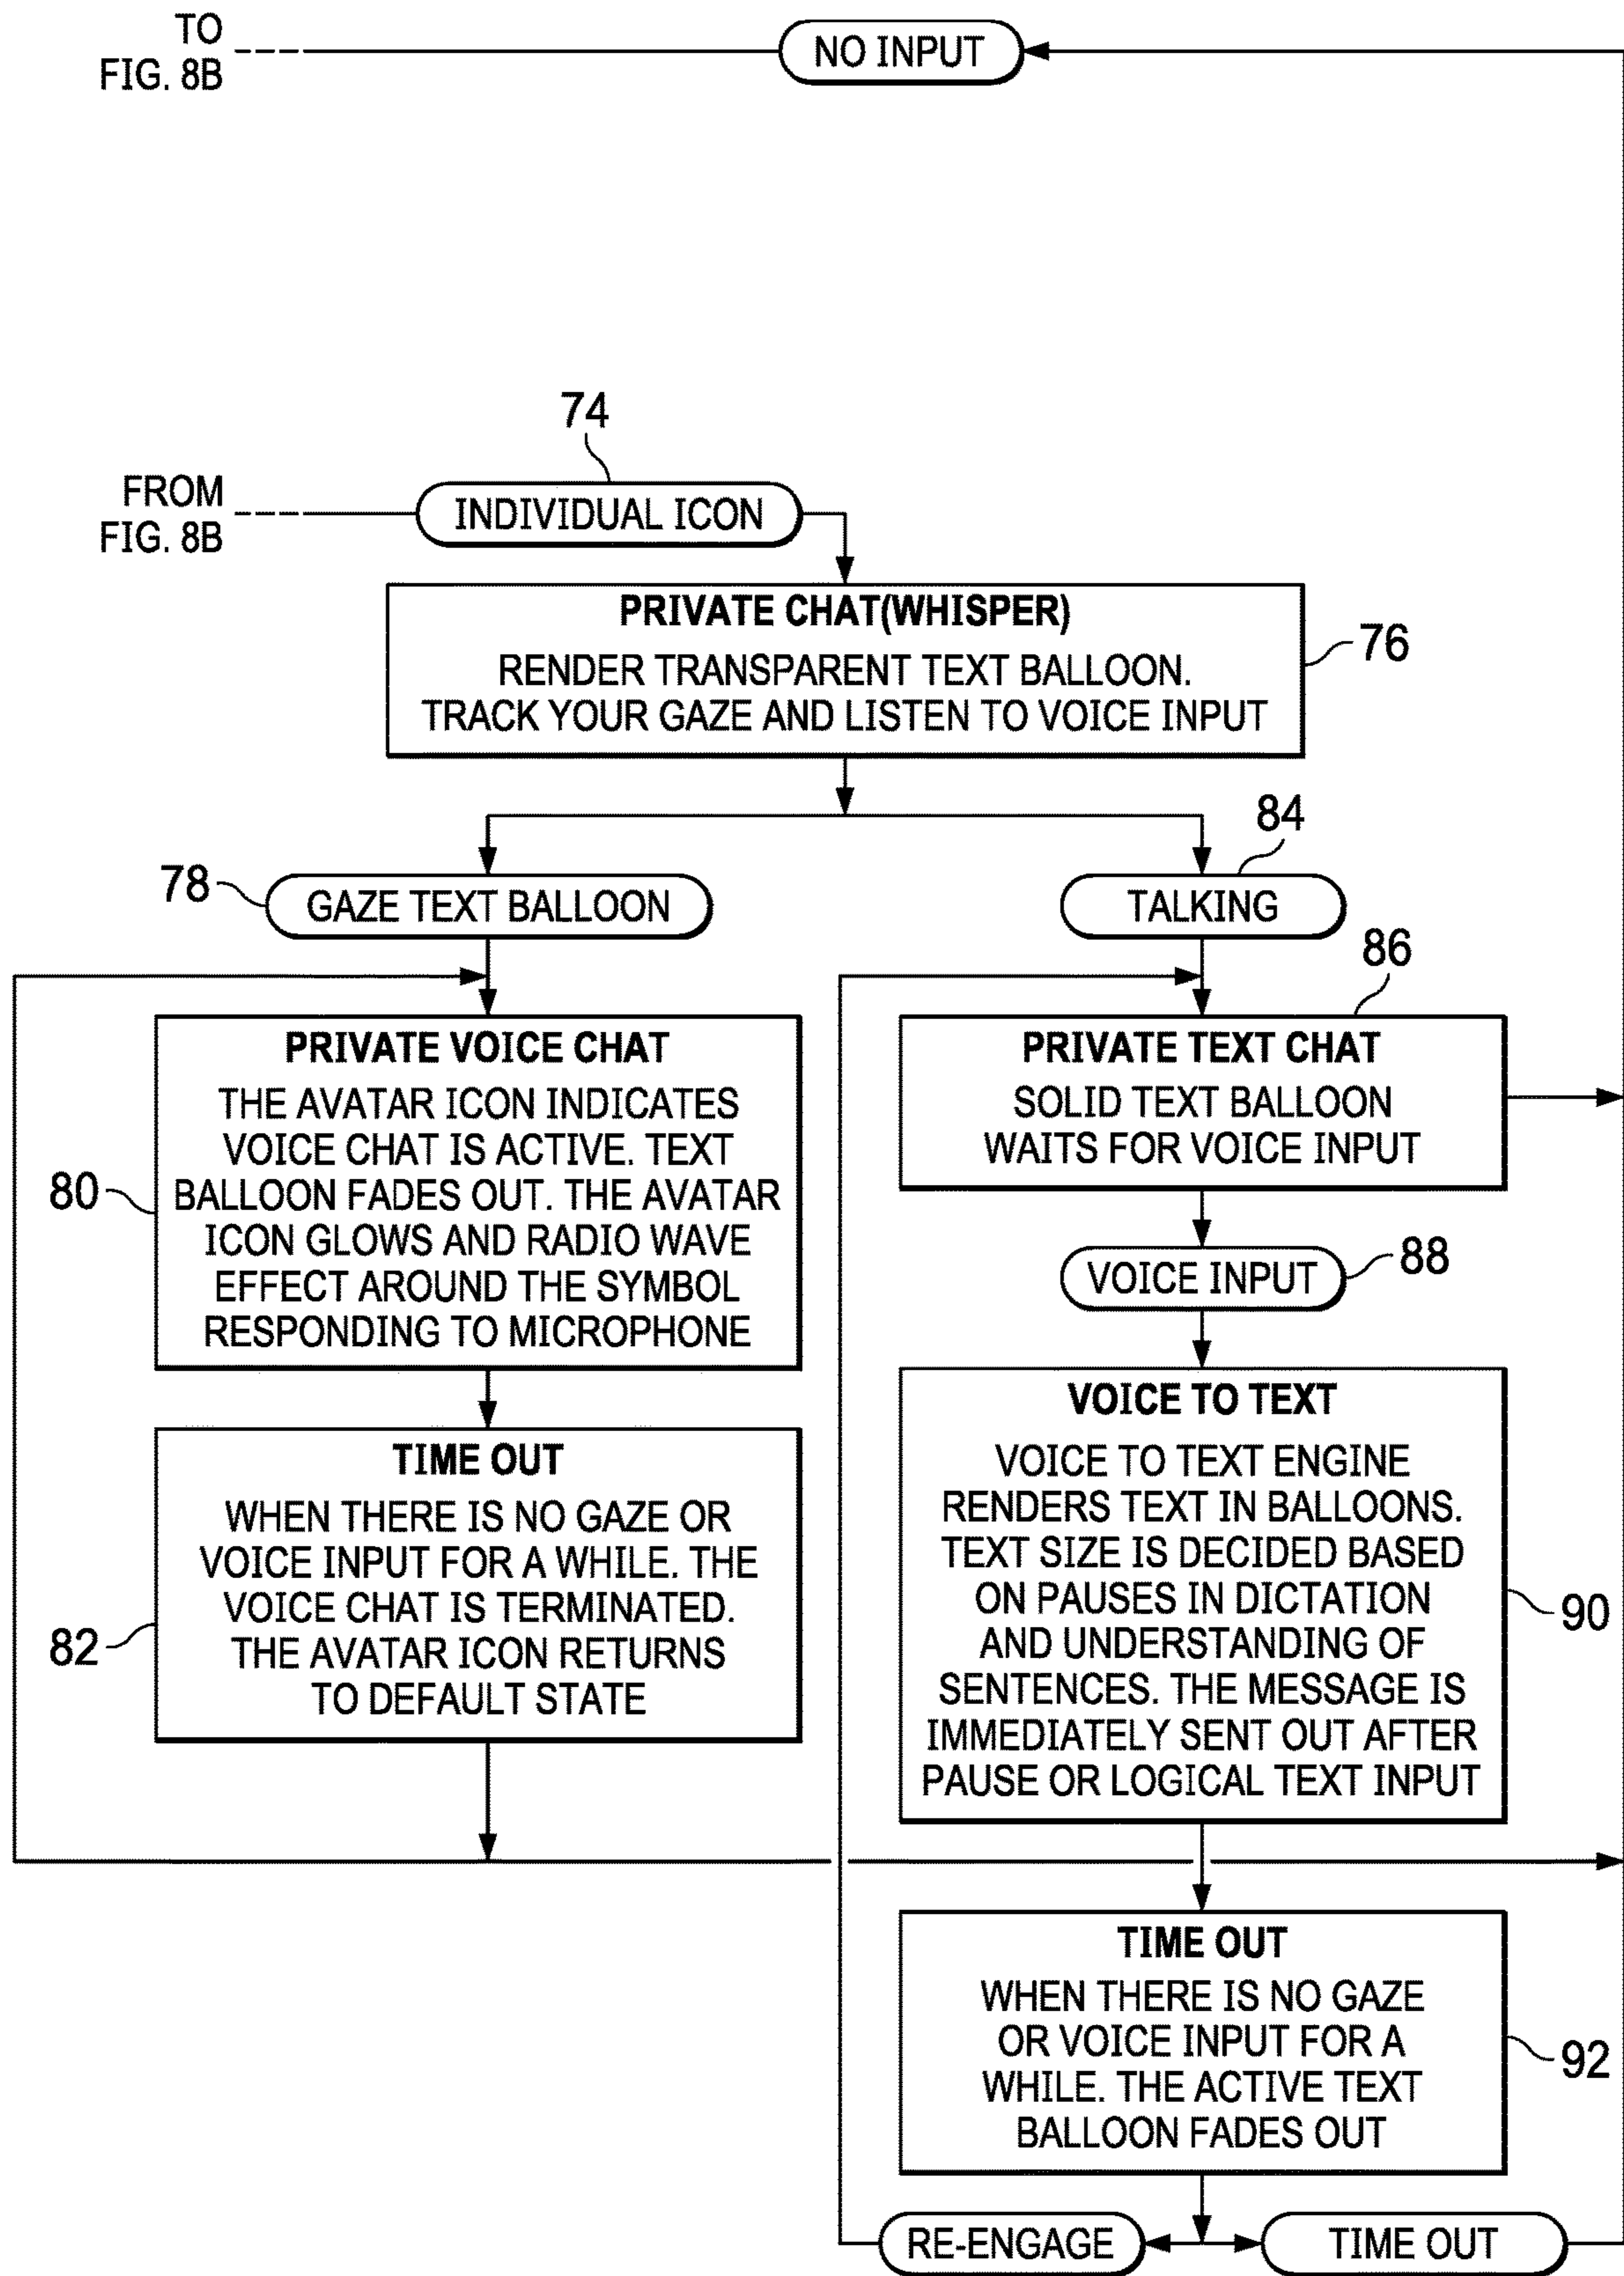 TO
FIG. 8B
NO INPUT
74
FROM
FIG. 8B
INDIVIDUAL ICON
PRIVATE CHAT(WHISPER)
RENDER TRANSPARENT TEXT BALLOON.
TRACK YOUR GAZE AND LISTEN TO VOICE INPUT
76
78
GAZE TEXT BALLOON
PRIVATE VOICE CHAT
THE AVATAR ICON INDICATES
VOICE CHAT IS ACTIVE. TEXT
BALLOON FADES OUT. THE AVATAR
ICON GLOWS AND RADIO WAVE
EFFECT AROUND THE SYMBOL
RESPONDING TO MICROPHONE
80
TIME OUT
WHEN THERE IS NO GAZE OR
VOICE INPUT FOR A WHILE. THE
VOICE CHAT IS TERMINATED.
THE AVATAR ICON RETURNS
TO DEFAULT STATE
82
84
TALKING
86
PRIVATE TEXT CHAT
SOLID TEXT BALLOON
WAITS FOR VOICE INPUT
VOICE INPUT
88
VOICE TO TEXT
VOICE TO TEXT ENGINE
RENDERS TEXT IN BALLOONS.
TEXT SIZE IS DECIDED BASED
ON PAUSES IN DICTATION
AND UNDERSTANDING OF
SENTENCES. THE MESSAGE IS
IMMEDIATELY SENT OUT AFTER
PAUSE OR LOGICAL TEXT INPUT
90
TIME OUT
WHEN THERE IS NO GAZE
OR VOICE INPUT FOR A
WHILE. THE ACTIVE TEXT
BALLOON FADES OUT
92
RE-ENGAGE
TIME OUT